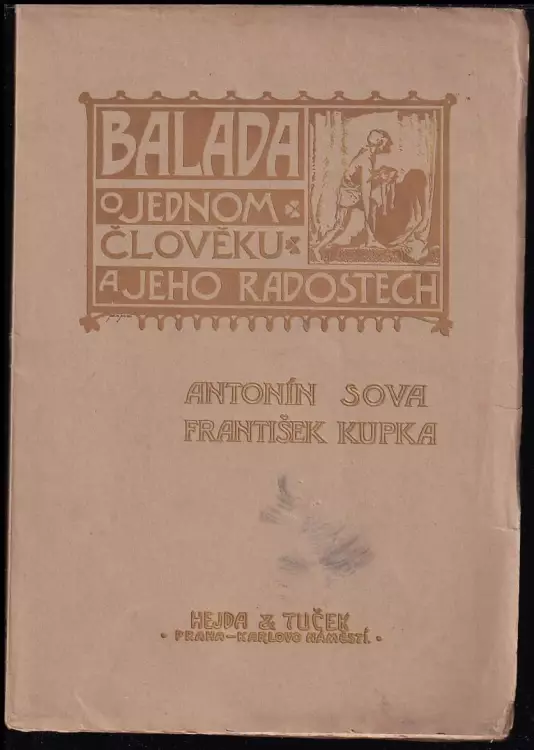 BALADA
O JEDNOM
ČLOVĚKU
A JEHO RADOSTECH
ANTONÍN SOVA
FRANTIŠEK KUPKA
HEJDA & TUČEK
· PRAHA–KARLOVO NÁMĚSTÍ ·